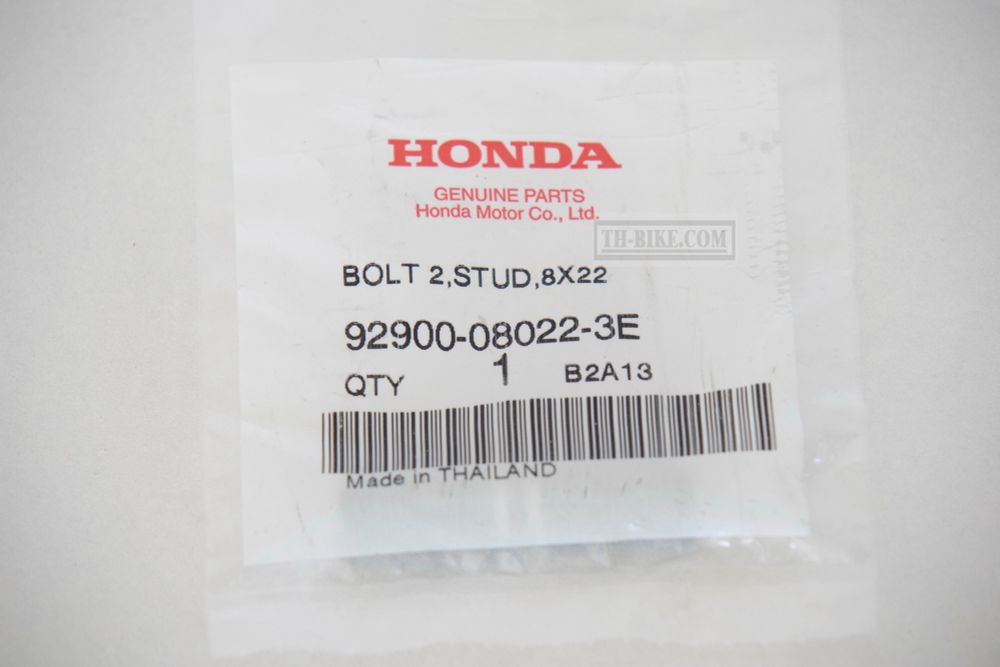 HONDA
GENUINE PARTS
Honda Motor Co., Ltd.
TH-BIKE.COM
BOLT 2,STUD,8X22
92900-08022-3E
QTY 1 B2A13
Made in THAILAND